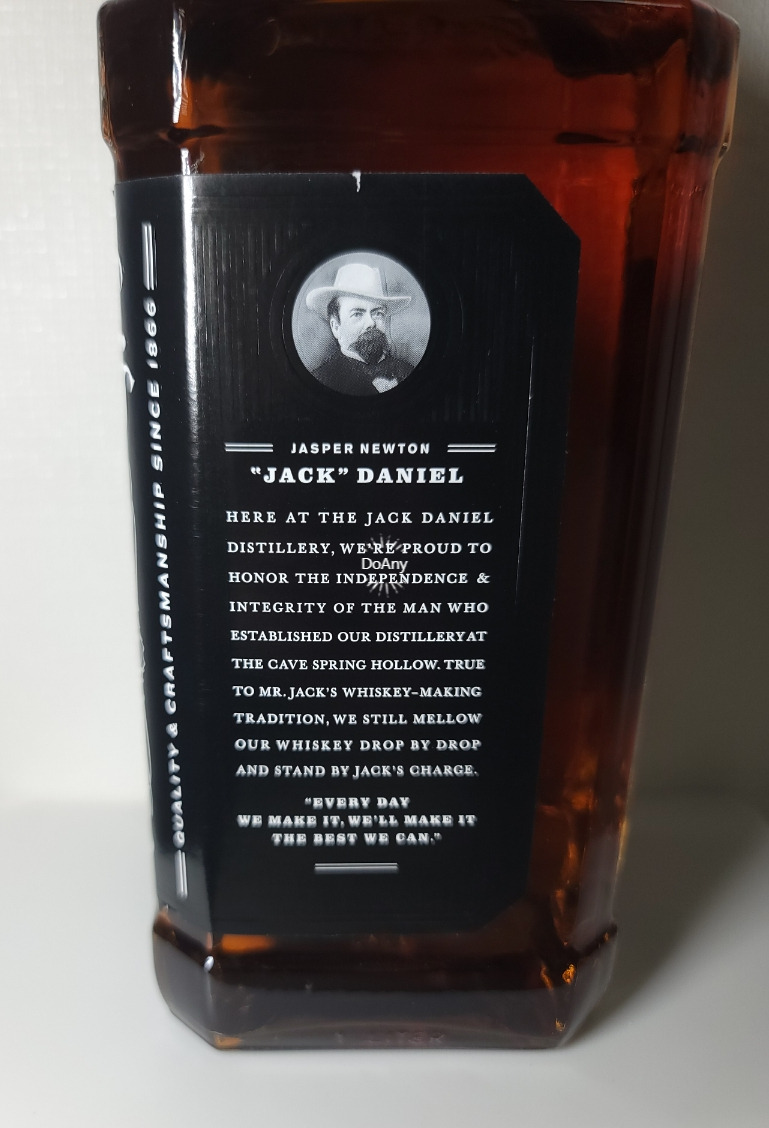 QUALITY & CRAFTSMANSHIP SINCE 1866
JASPER NEWTON
"JACK" DANIEL
HERE AT THE JACK DANIEL
DISTILLERY, WE'RE PROUD TO
DoAny
HONOR THE INDEPENDENCE &
INTEGRITY OF THE MAN WHO
ESTABLISHED OUR DISTILLERY AT
THE CAVE SPRING HOLLOW. TRUE
TO MR. JACK'S WHISKEY-MAKING
TRADITION, WE STILL MELLOW
OUR WHISKEY DROP BY DROP
AND STAND BY JACK'S CHARGE.
"EVERY DAY
WE MAKE IT, WE'LL MAKE IT
THE BEST WE CAN."